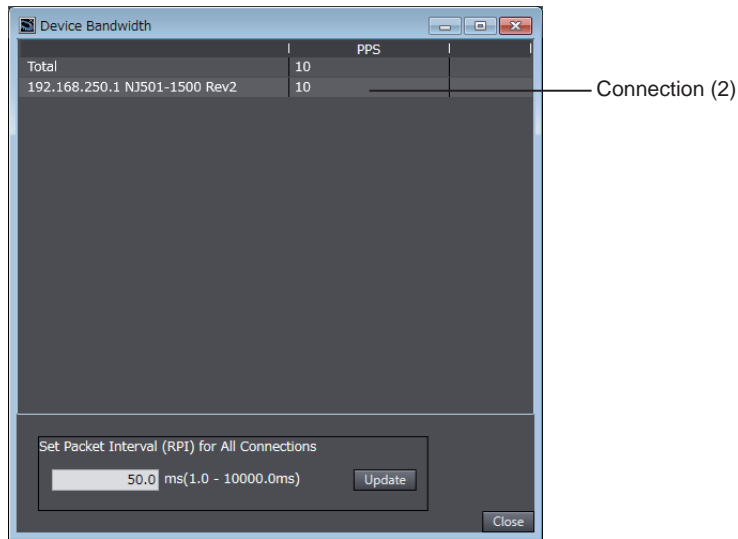 Device Bandwidth
PPS
Total 10
192.168.250.1 NJ501-1500 Rev2 10
Connection (2)
Set Packet Interval (RPI) for All Connections
50.0 ms(1.0 - 10000.0ms) Update
Close